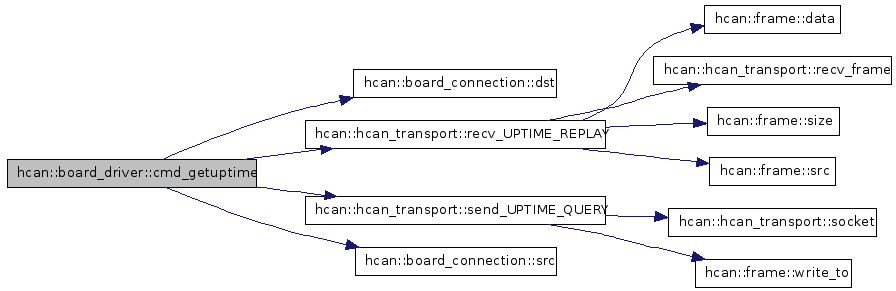 hcan::board_driver::cmd_getuptime
hcan::board_connection::dst
hcan::hcan_transport::recv_UPTIME_REPLAY
hcan::hcan_transport::send_UPTIME_QUERY
hcan::board_connection::src
hcan::frame::data
hcan::hcan_transport::recv_frame
hcan::frame::size
hcan::frame::src
hcan::hcan_transport::socket
hcan::frame::write_to